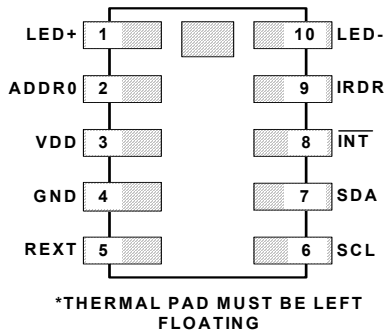 LED+ 1 10 LED-
ADDR0 2 9 IRDR
VDD 3 8 INT
GND 4 7 SDA
REXT 5 6 SCL
*THERMAL PAD MUST BE LEFT
FLOATING